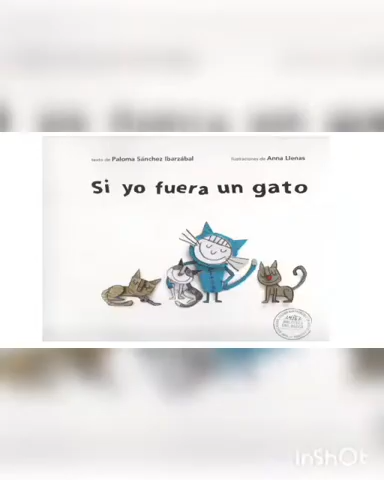 texto de Paloma Sánchez Ibarzábal
ilustraciones de Anna Llenas
Si yo fuera un gato
InShOt